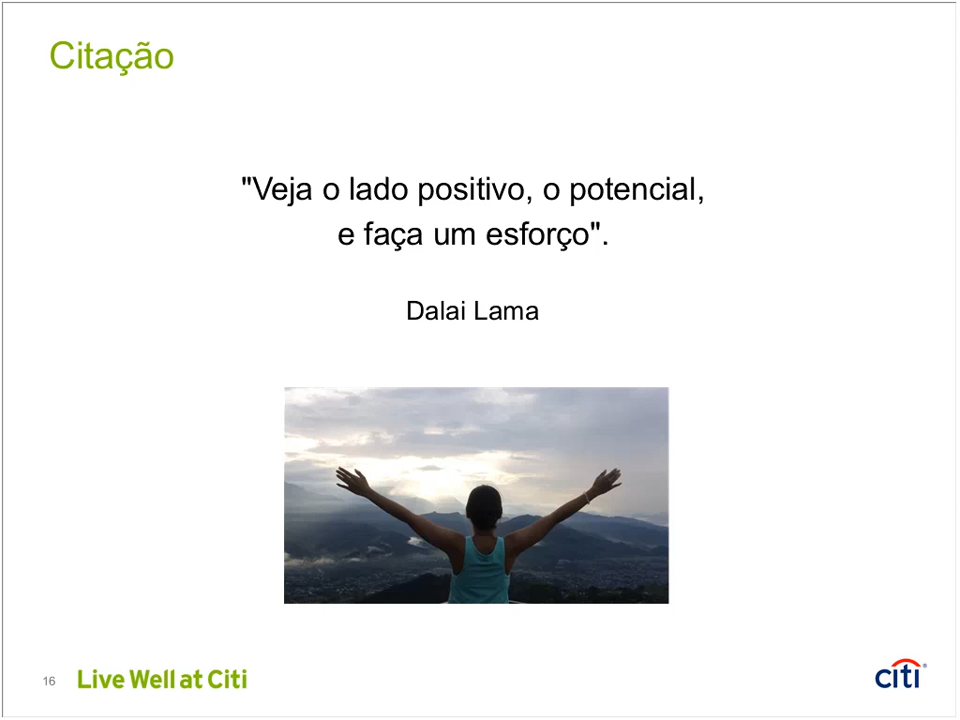 Citação
"Veja o lado positivo, o potencial,
e faça um esforço".
Dalai Lama
16
Live Well at Citi
citi®